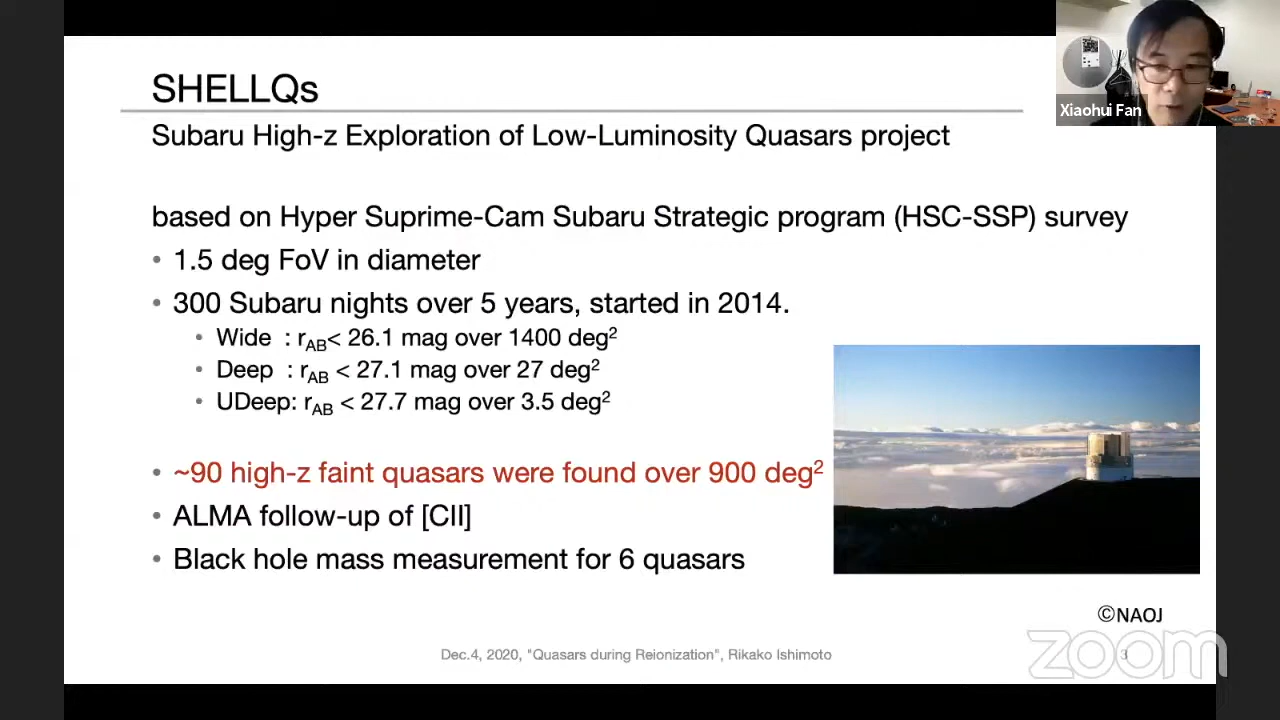 SHELLQs
Xiaohui Fan
Subaru High-z Exploration of Low-Luminosity Quasars project
based on Hyper Suprime-Cam Subaru Strategic program (HSC-SSP) survey
• 1.5 deg FoV in diameter
• 300 Subaru nights over 5 years, started in 2014.
• Wide : r_AB< 26.1 mag over 1400 deg²
• Deep : r_AB < 27.1 mag over 27 deg²
• UDeep: r_AB < 27.7 mag over 3.5 deg²
• ~90 high-z faint quasars were found over 900 deg²
• ALMA follow-up of [CII]
• Black hole mass measurement for 6 quasars
©NAOJ
Dec.4, 2020, "Quasars during Reionization", Rikako Ishimoto
3
zoom